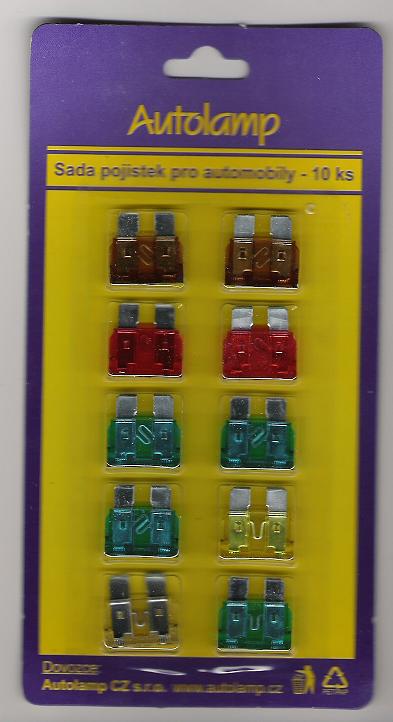 Autolamp
Sada pojistek pro automobily - 10 ks
Dovozce:
Autolamp CZ s.r.o. www.autolamp.cz